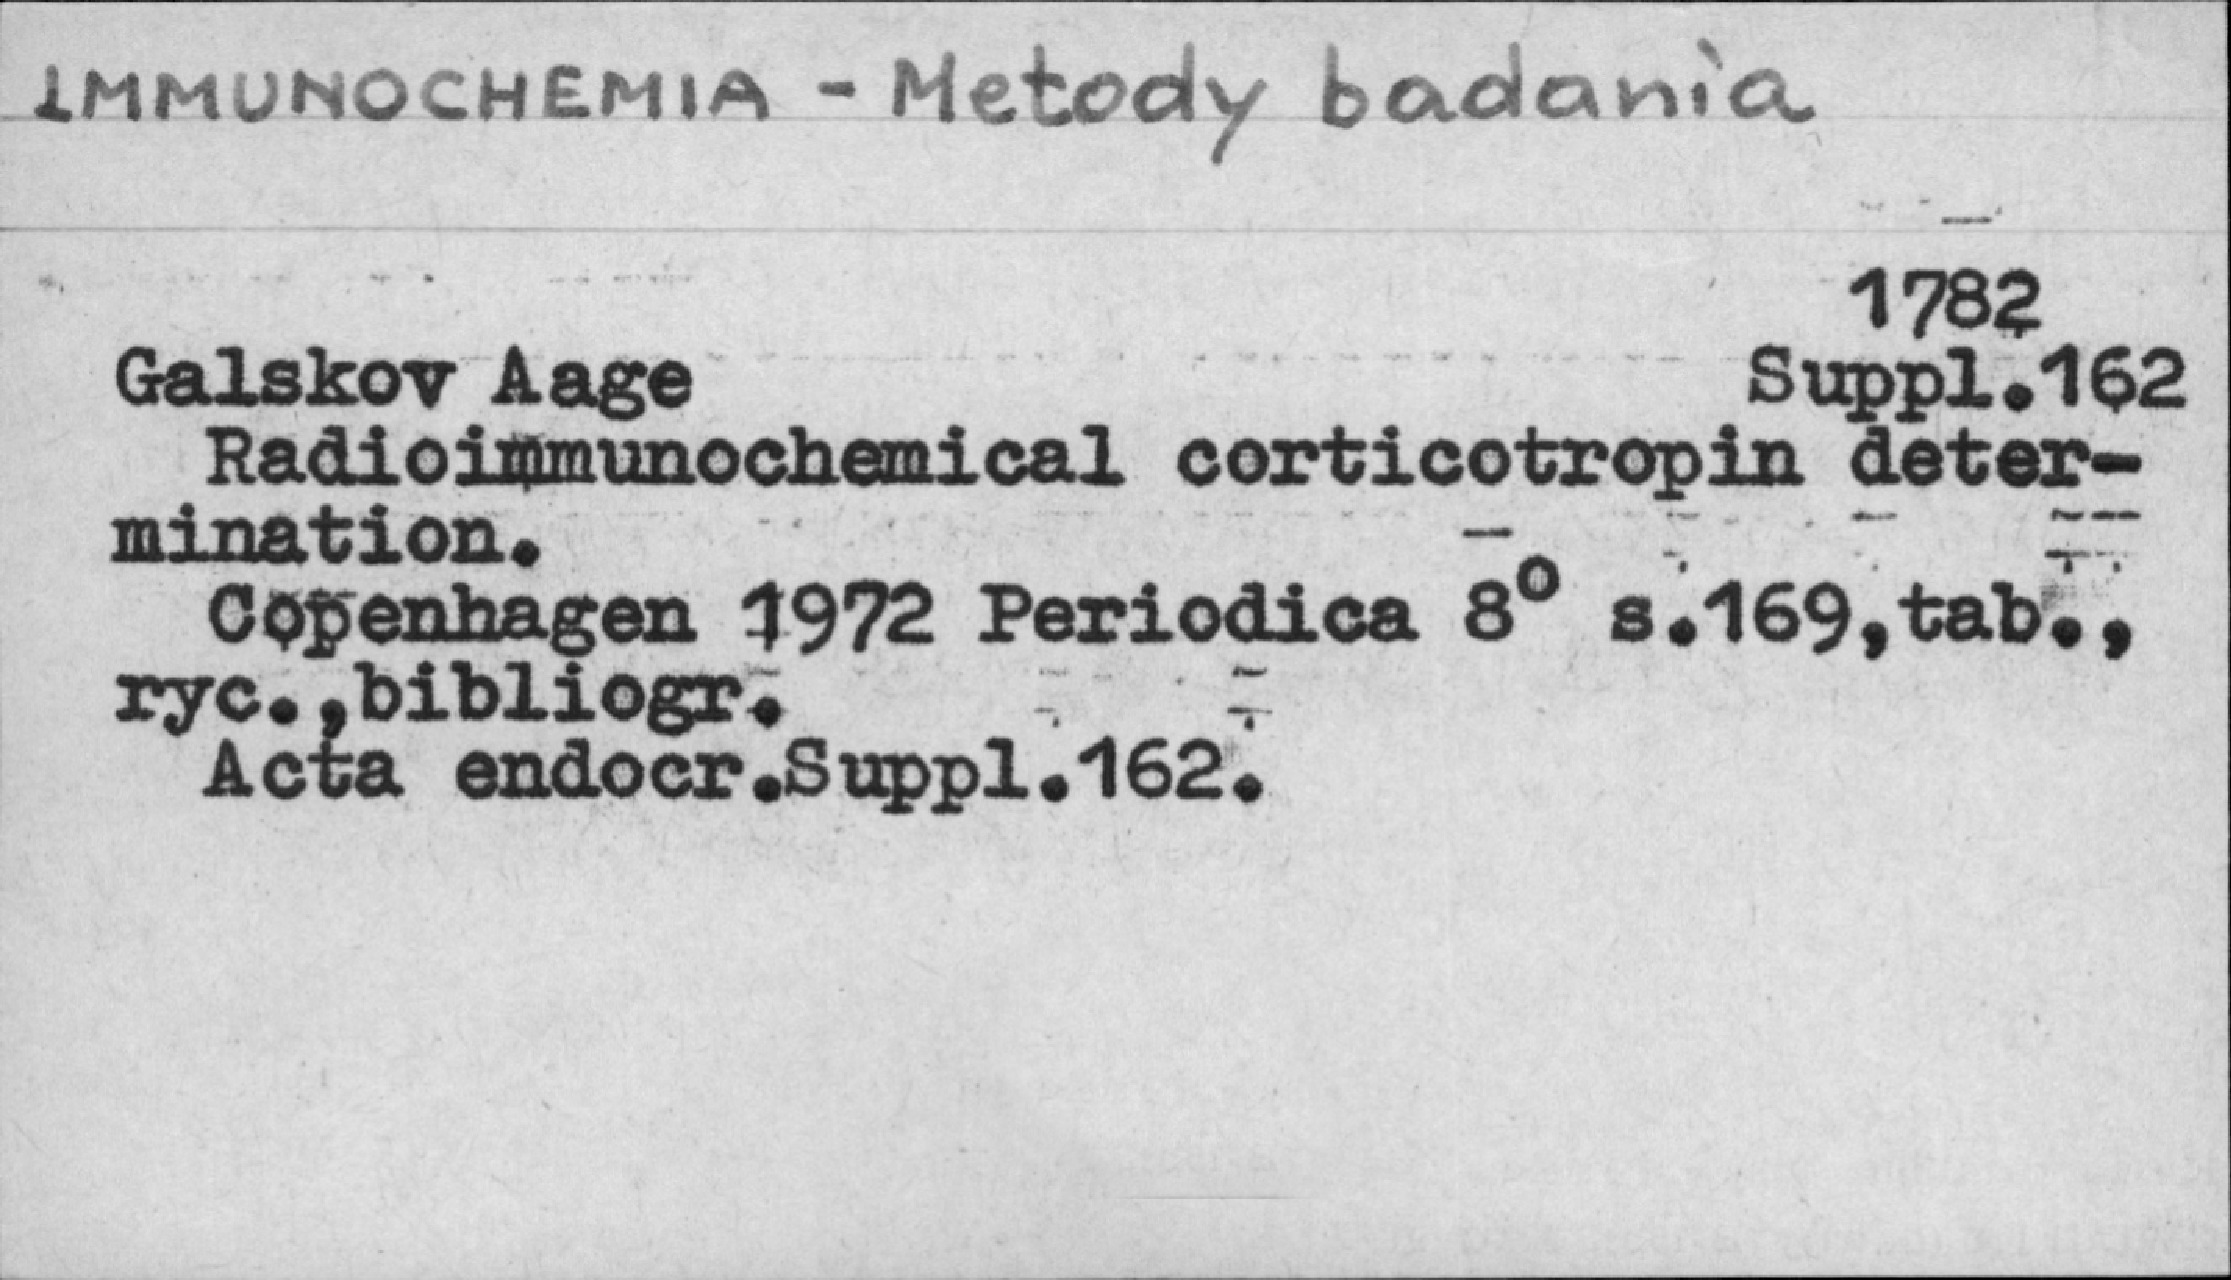 IMMUNOCHEMIA - Metody badania
1782
Galskov Aage Suppl.162
Radioimmunochemical corticotropin deter-
mination.
Copenhagen 1972 Periodica 8° s.169,tab.,
ryc.,bibliogr.
Acta endocr.Suppl.162.